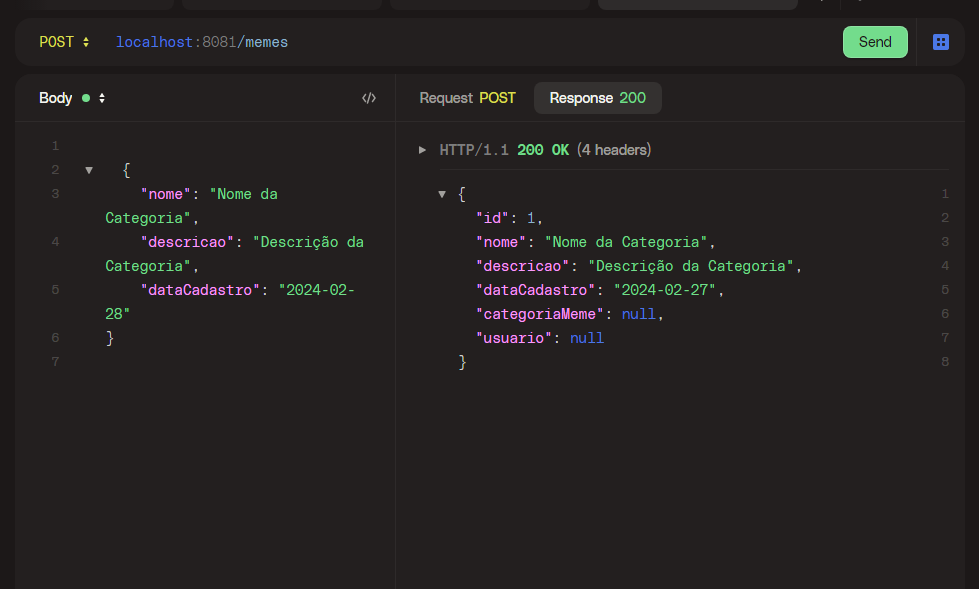 POST localhost:8081/memes Send
Body
Request POST Response 200
1
2 {
3 "nome": "Nome da
Categoria",
4 "descricao": "Descrição da
Categoria",
5 "dataCadastro": "2024-02-
28"
6 }
7
HTTP/1.1 200 OK (4 headers)
{ 1
"id": 1, 2
"nome": "Nome da Categoria", 3
"descricao": "Descrição da Categoria", 4
"dataCadastro": "2024-02-27", 5
"categoriaMeme": null, 6
"usuario": null 7
} 8